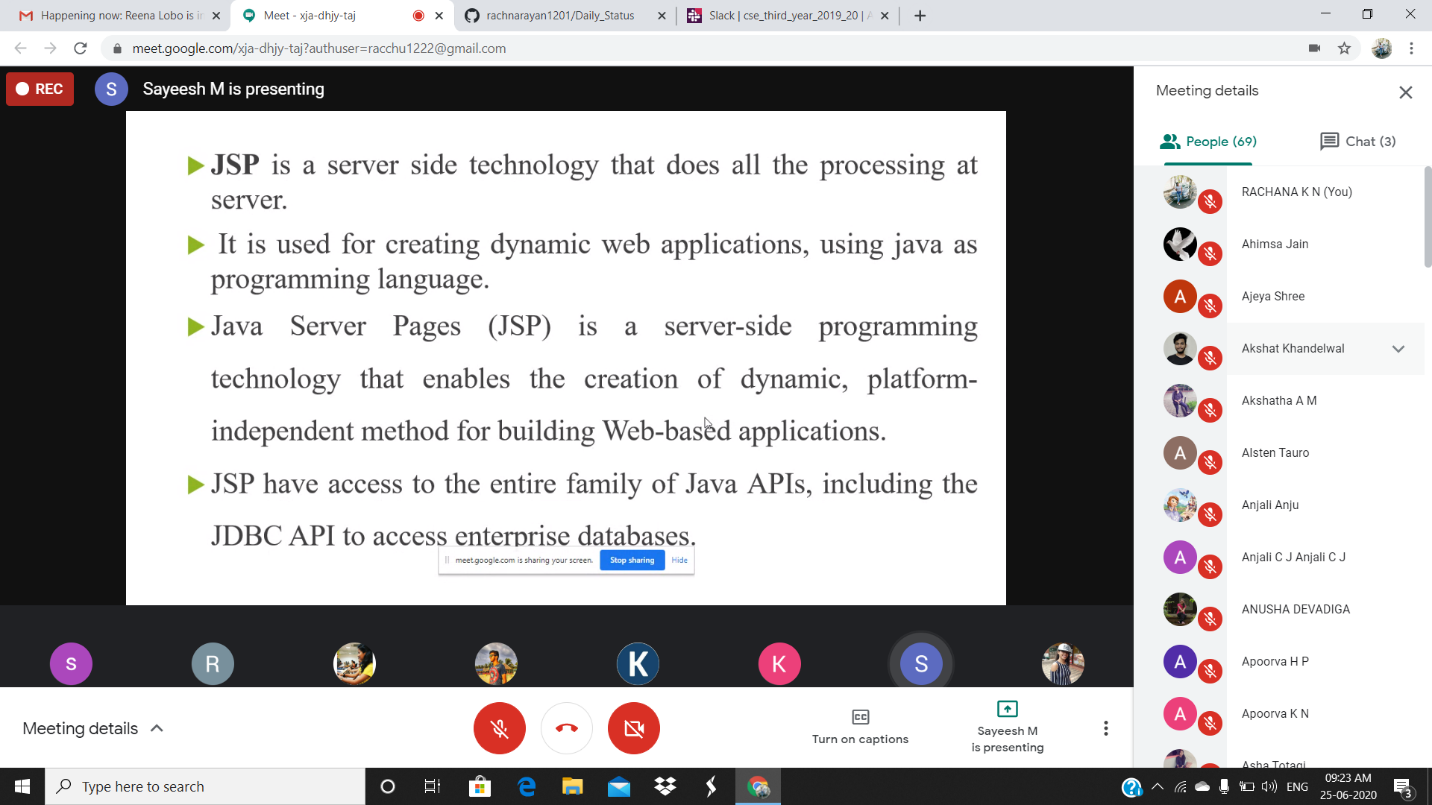 Happening now: Reena Lobo is in
Meet - xja-dhjy-taj
rachnarayan1201/Daily_Status
Slack | cse_third_year_2019_20 | A
meet.google.com/xja-dhjy-taj?authuser=racchu1222@gmail.com
REC
S
Sayeesh M is presenting
JSP is a server side technology that does all the processing at
server.
It is used for creating dynamic web applications, using java as
programming language.
Java Server Pages (JSP) is a server-side programming
technology that enables the creation of dynamic, platform-
independent method for building Web-based applications.
JSP have access to the entire family of Java APIs, including the
JDBC API to access enterprise databases.
meet.google.com is sharing your screen.
Stop sharing
Hide
S
R
K
K
S
Meeting details
Turn on captions
Sayeesh M
is presenting
Meeting details
People (69)
Chat (3)
RACHANA K N (You)
Ahimsa Jain
A
Ajeya Shree
Akshat Khandelwal
Akshatha A M
A
Alsten Tauro
Anjali Anju
A
Anjali C J Anjali C J
ANUSHA DEVADIGA
A
Apoorva H P
A
Apoorva K N
Asha Totagi
Type here to search
ENG
09:23 AM
25-06-2020
3